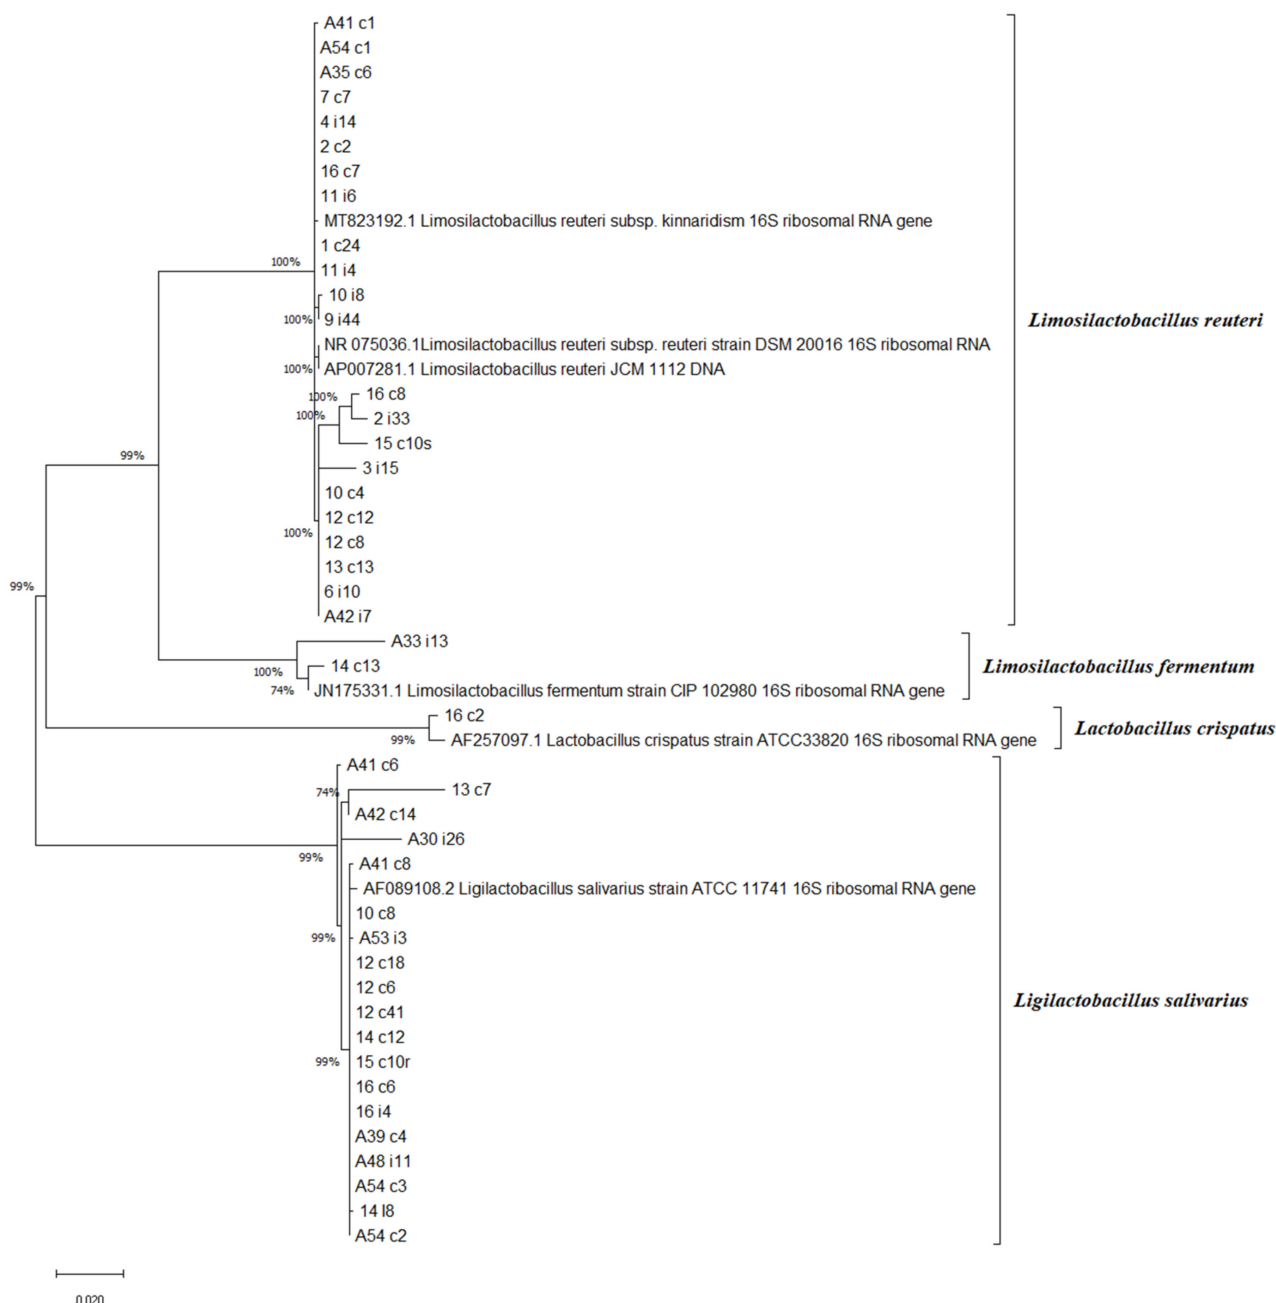 A41 c1
A54 c1
A35 c6
7 c7
4 i14
2 c2
16 c7
11 i6
MT823192.1 Limosilactobacillus reuteri subsp. kinnaridism 16S ribosomal RNA gene
1 c24
100%
11 i4
10 i8
100%
9 i44
Limosilactobacillus reuteri
NR 075036.1Limosilactobacillus reuteri subsp. reuteri strain DSM 20016 16S ribosomal RNA
100%
AP007281.1 Limosilactobacillus reuteri JCM 1112 DNA
100%
16 c8
100%
2 i33
15 c10s
99%
3 i15
10 c4
12 c12
100%
12 c8
13 c13
99%
6 i10
A42 i7
A33 i13
100%
14 c13
Limosilactobacillus fermentum
74%
JN175331.1 Limosilactobacillus fermentum strain CIP 102980 16S ribosomal RNA gene
16 c2
Lactobacillus crispatus
99%
AF257097.1 Lactobacillus crispatus strain ATCC33820 16S ribosomal RNA gene
A41 c6
74%
13 c7
A42 c14
A30 i26
99%
A41 c8
AF089108.2 Ligilactobacillus salivarius strain ATCC 11741 16S ribosomal RNA gene
10 c8
99%
A53 i3
12 c18
12 c6
Ligilactobacillus salivarius
12 c41
14 c12
99%
15 c10r
16 c6
16 i4
A39 c4
A48 i11
A54 c3
14 l8
A54 c2
0.020